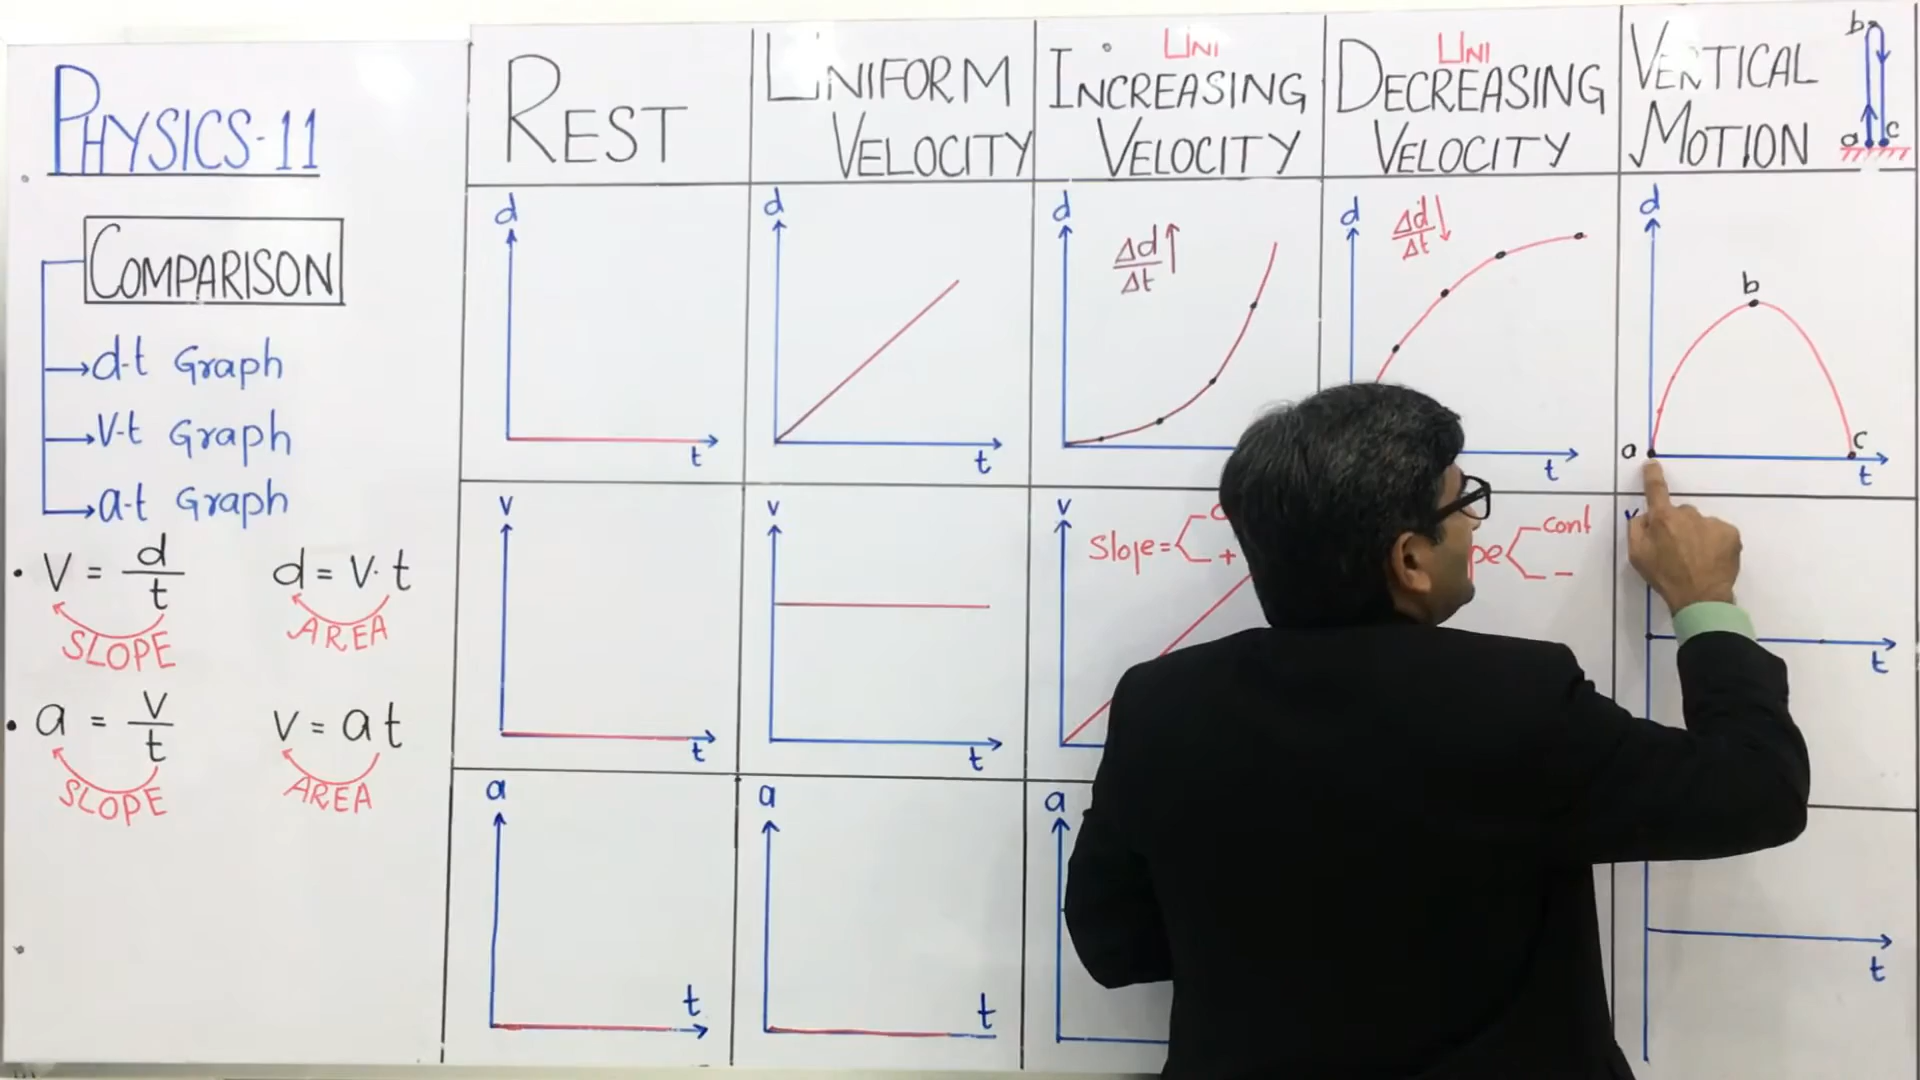 PHYSICS-11
COMPARISON
d-t Graph
v-t Graph
a-t Graph
V = d/t
SLOPE
d = v·t
AREA
a = v/t
SLOPE
v = at
AREA
REST
UNIFORM
VELOCITY
UNI
INCREASING
VELOCITY
UNI
DECREASING
VELOCITY
VERTICAL
MOTION
b
a c
d
t
d
t
d
Δd/Δt ↑
d
Δd/Δt ↓
t
d
b
a
c
t
v
t
v
t
v
Slope =
+
cont
-
t
a
t
a
t
a
t